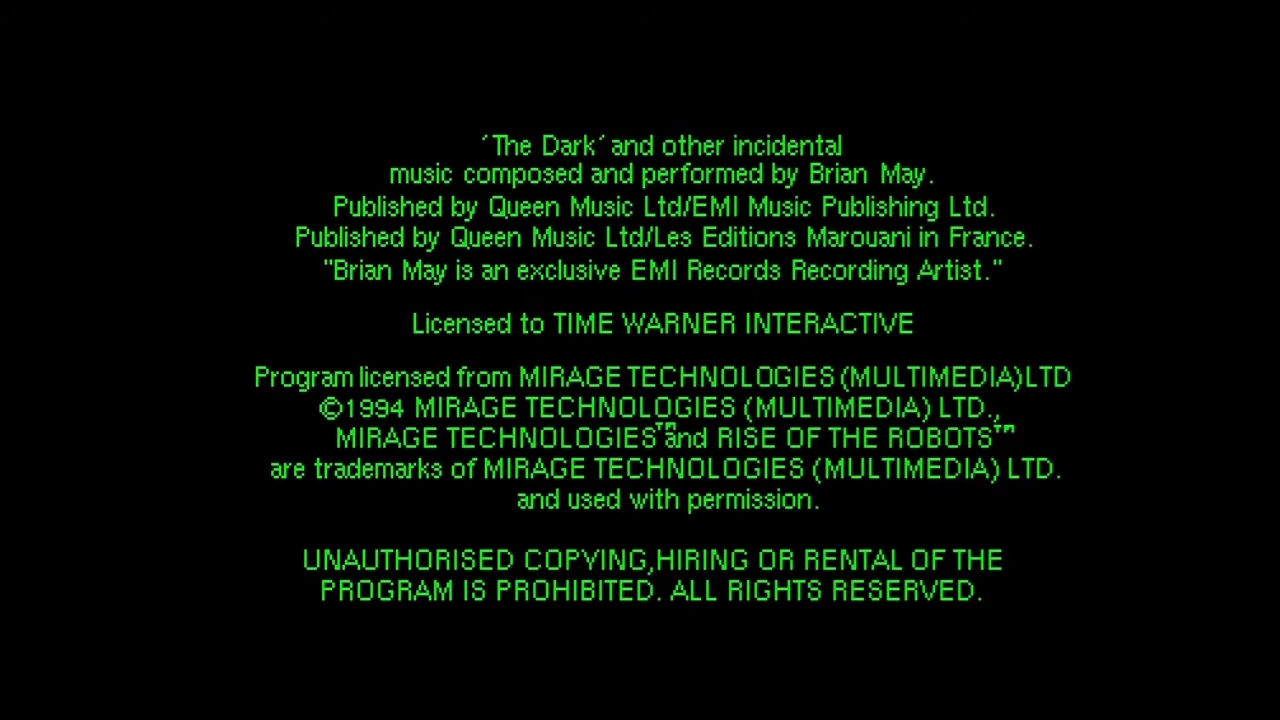 ´The Dark´ and other incidental
music composed and performed by Brian May.
Published by Queen Music Ltd/EMI Music Publishing Ltd.
Published by Queen Music Ltd/Les Editions Marouani in France.
"Brian May is an exclusive EMI Records Recording Artist."
Licensed to TIME WARNER INTERACTIVE
Program licensed from MIRAGE TECHNOLOGIES (MULTIMEDIA)LTD
©1994 MIRAGE TECHNOLOGIES (MULTIMEDIA) LTD.,
MIRAGE TECHNOLOGIES™ and RISE OF THE ROBOTS™
are trademarks of MIRAGE TECHNOLOGIES (MULTIMEDIA) LTD.
and used with permission.
UNAUTHORISED COPYING,HIRING OR RENTAL OF THE
PROGRAM IS PROHIBITED. ALL RIGHTS RESERVED.